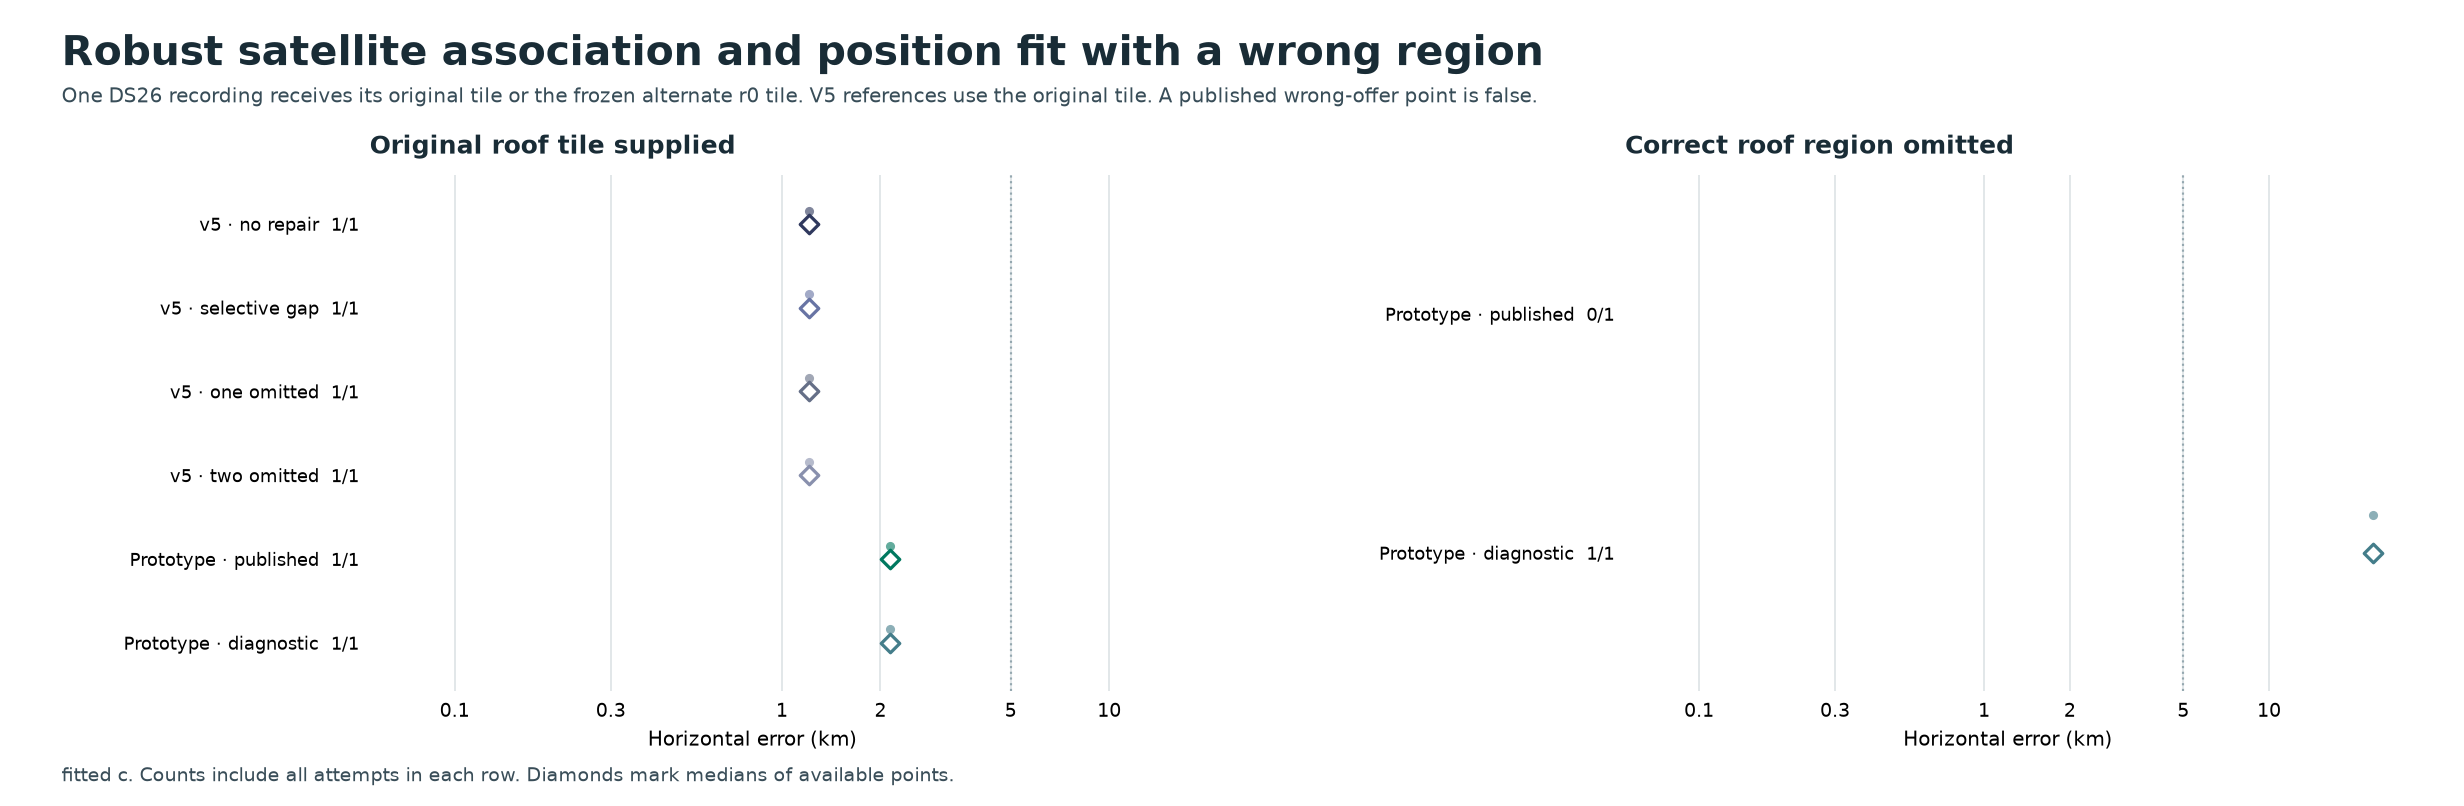 Robust satellite association and position fit with a wrong region
One DS26 recording receives its original tile or the frozen alternate r0 tile. V5 references use the original tile. A published wrong-offer point is false.
Original roof tile supplied
v5 · no repair 1/1
v5 · selective gap 1/1
v5 · one omitted 1/1
v5 · two omitted 1/1
Prototype · published 1/1
Prototype · diagnostic 1/1
0.1 0.3 1 2 5 10
Horizontal error (km)
Correct roof region omitted
Prototype · published 0/1
Prototype · diagnostic 1/1
0.1 0.3 1 2 5 10
Horizontal error (km)
fitted c. Counts include all attempts in each row. Diamonds mark medians of available points.